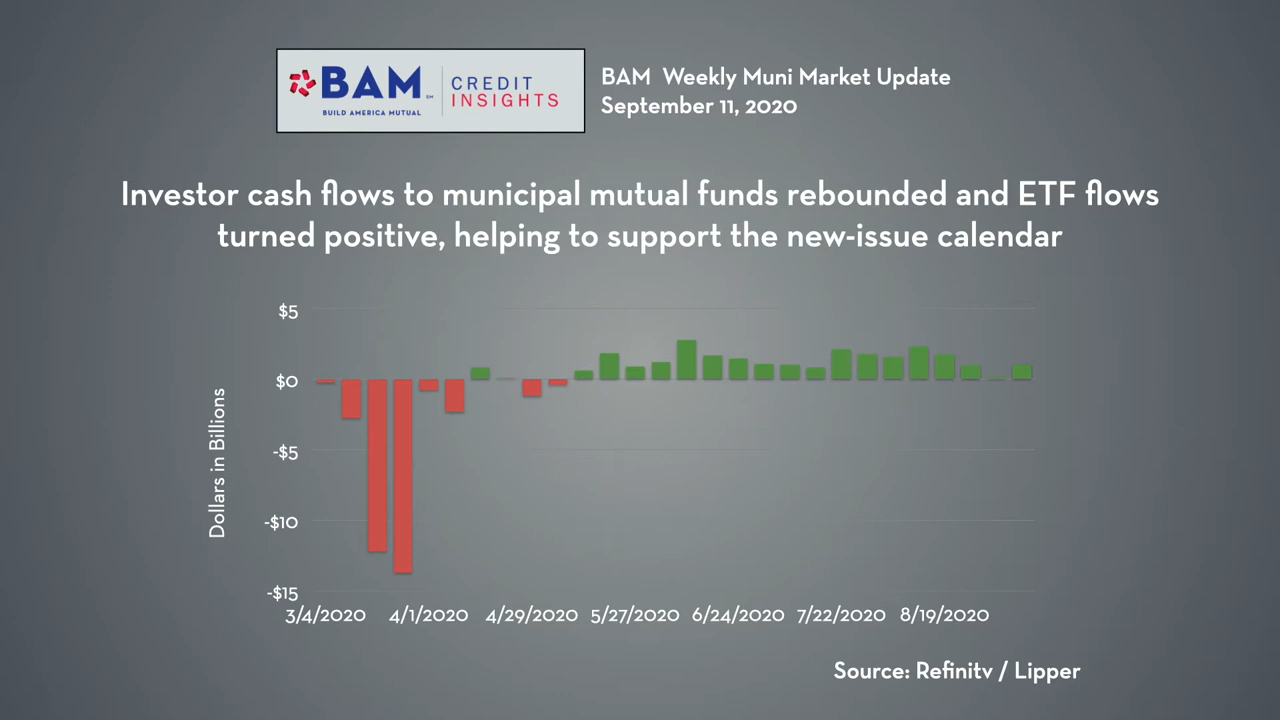 BAM
BUILD AMERICA MUTUAL
CREDIT
INSIGHTS
BAM Weekly Muni Market Update
September 11, 2020
Investor cash flows to municipal mutual funds rebounded and ETF flows
turned positive, helping to support the new-issue calendar
Dollars in Billions
$5
$0
-$5
-$10
-$15
3/4/2020 4/1/2020 4/29/2020 5/27/2020 6/24/2020 7/22/2020 8/19/2020
Source: Refinitv / Lipper